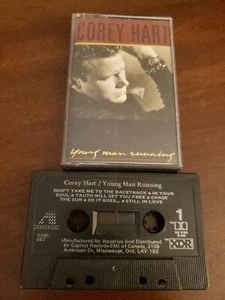 COREY HART
young man running
Corey Hart / Young Man Running
DON'T TAKE ME TO THE RACETRACK • IN YOUR
SOUL • TRUTH WILL SET YOU FREE • CHASE
THE SUN • SO IT GOES... • STILL IN LOVE
1
Manufactured by Aquarius And Distributed
by Capitol Records-EMI of Canada, 3109
American Dr., Mississauga, Ont. L4V 1B2
XDR